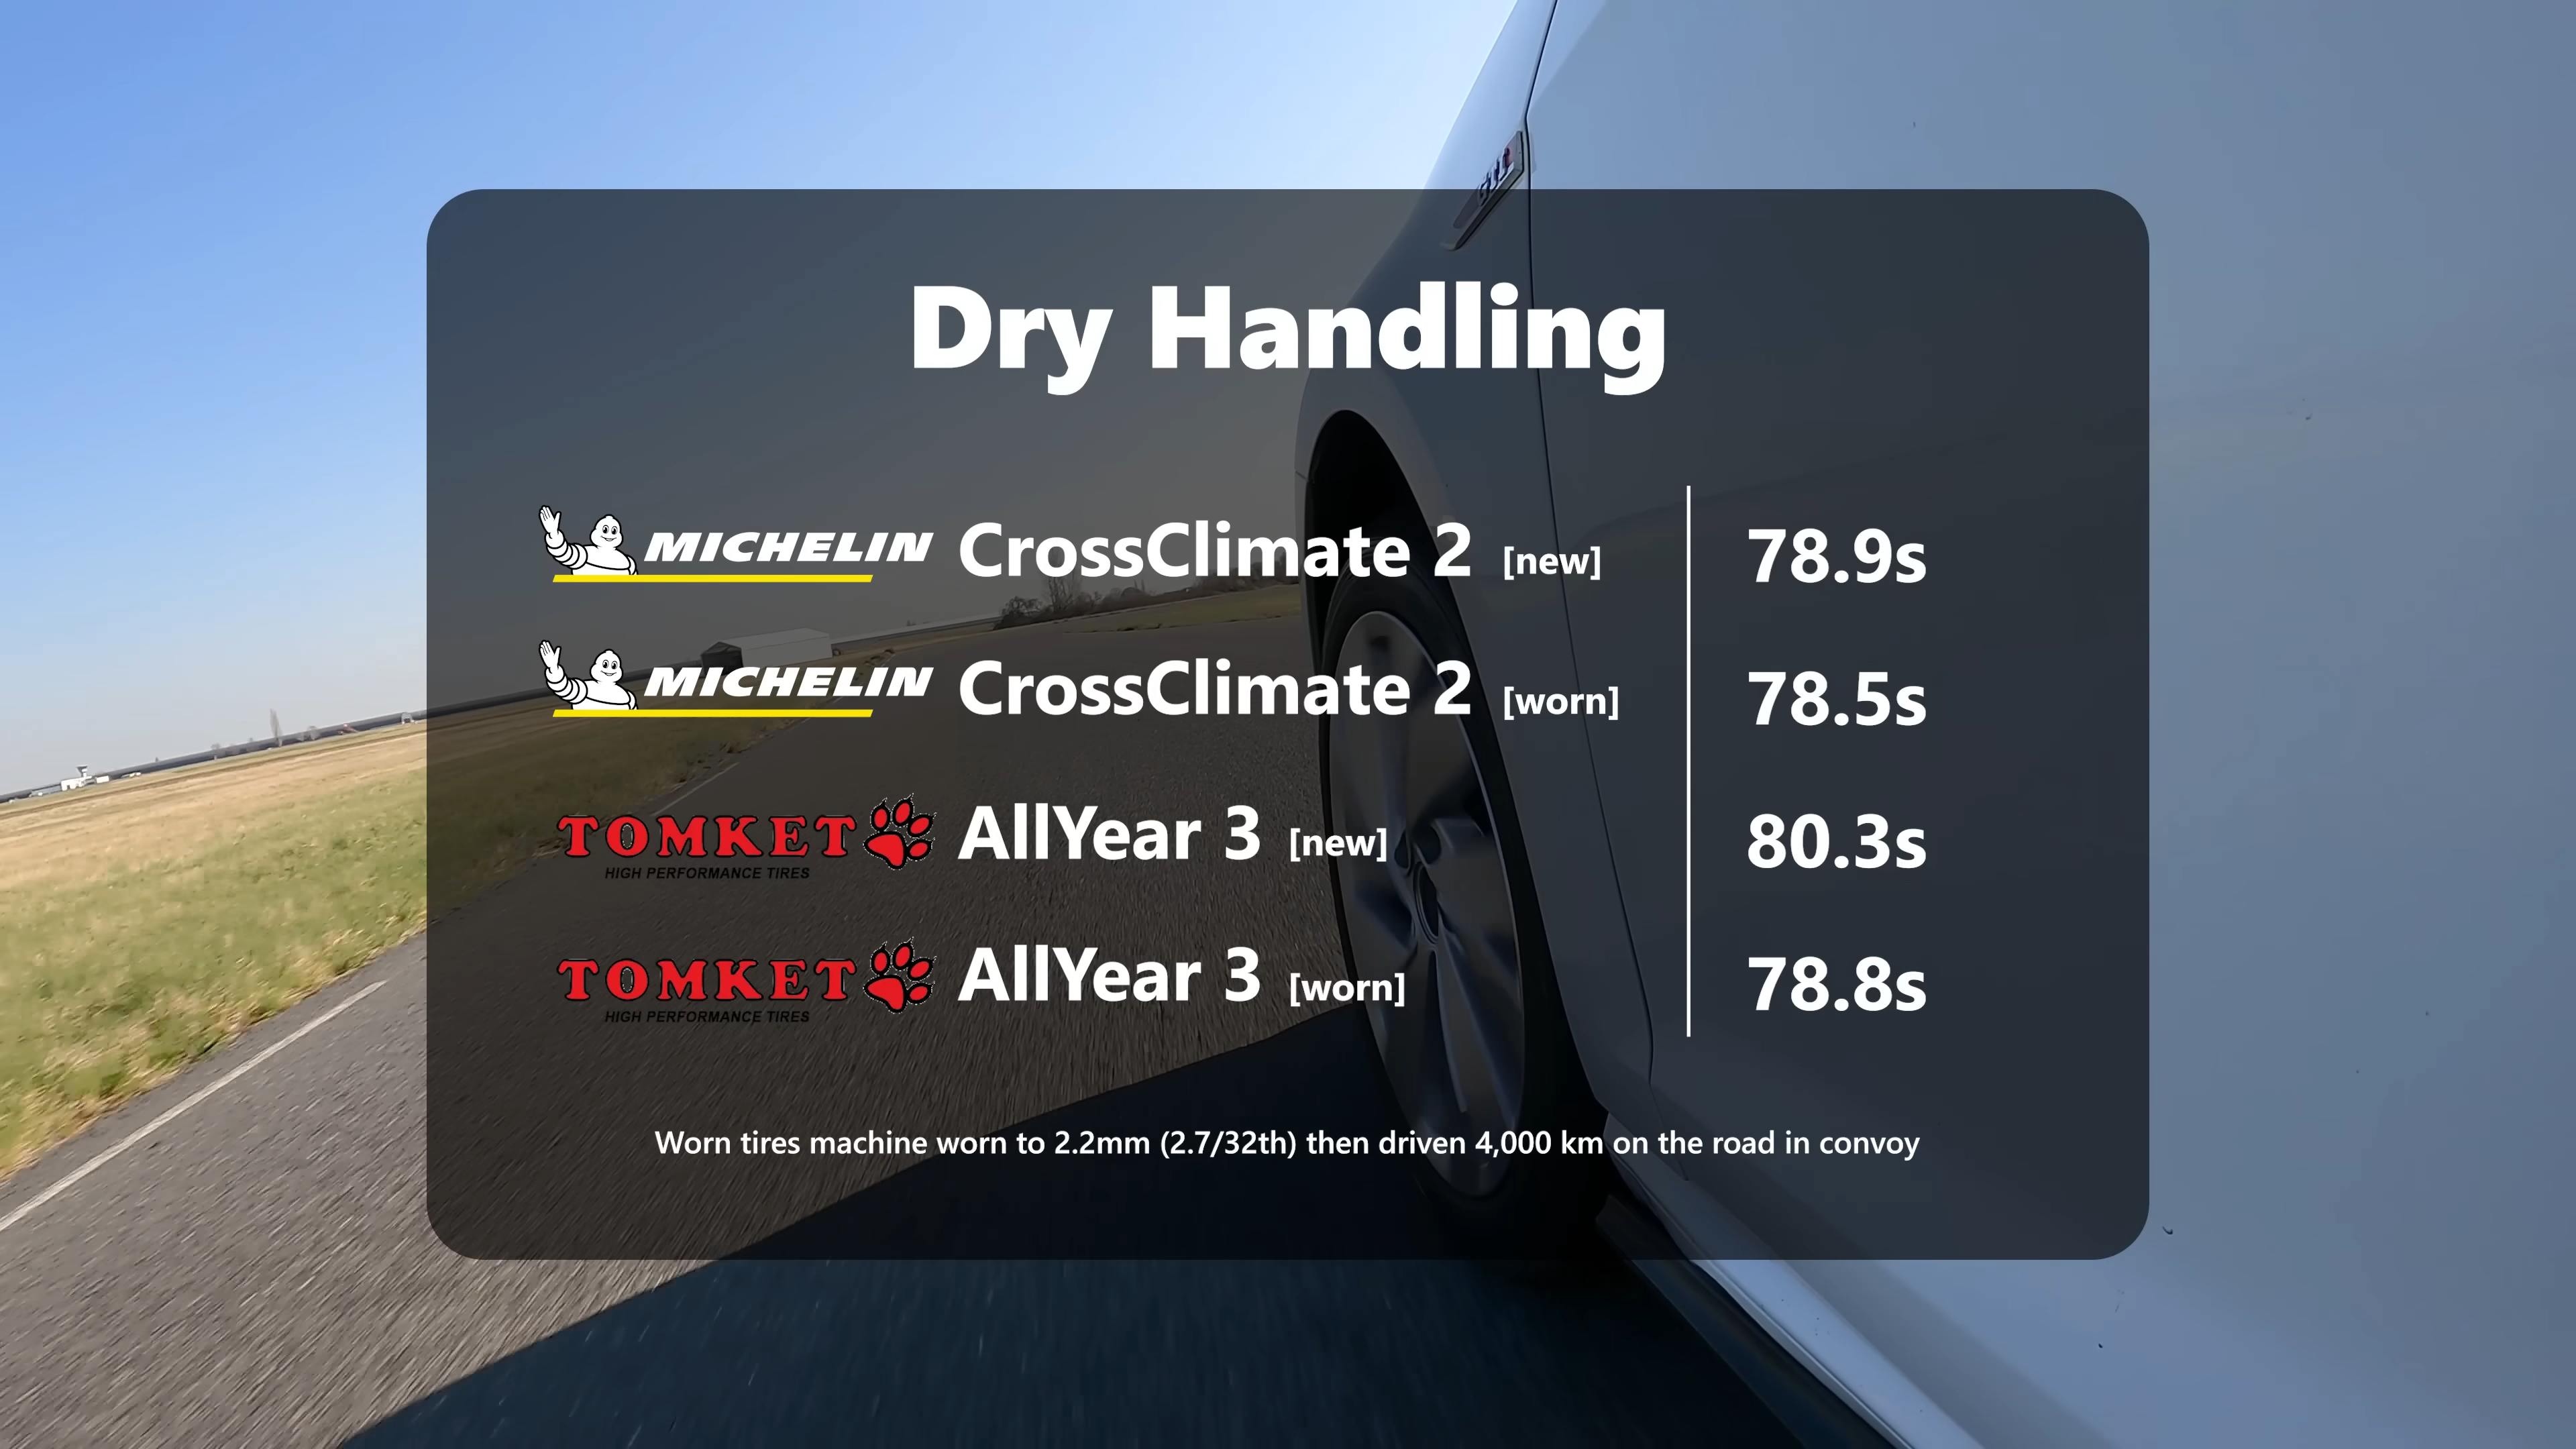 GTI
Dry Handling
MICHELIN CrossClimate 2 [new] 78.9s
MICHELIN CrossClimate 2 [worn] 78.5s
TOMKET AllYear 3 [new] 80.3s
HIGH PERFORMANCE TIRES
TOMKET AllYear 3 [worn] 78.8s
HIGH PERFORMANCE TIRES
Worn tires machine worn to 2.2mm (2.7/32th) then driven 4,000 km on the road in convoy